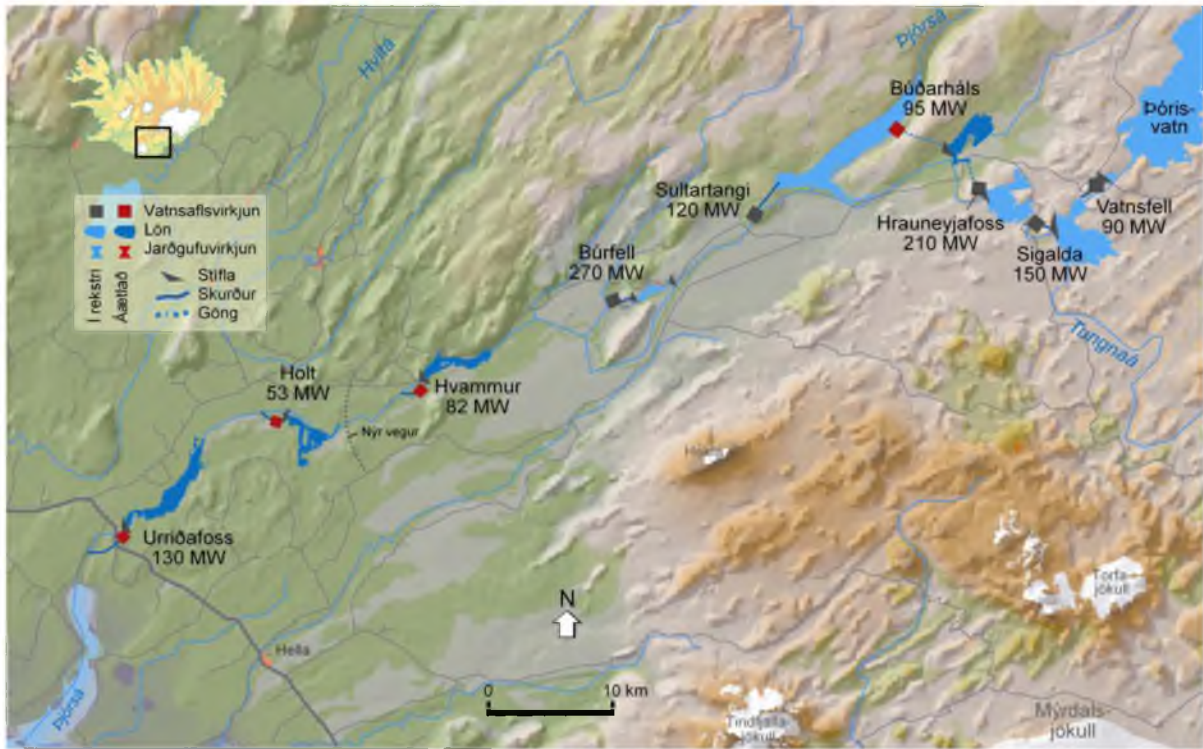 Hvítá
Þjórsá
Búðarháls
95 MW
Þóris-
vatn
Sultartangi
120 MW
Hrauneyjafoss
210 MW
Vatnsfell
90 MW
Sigalda
150 MW
Vatnsaflsvirkjun
Lón
Jarðgufuvirkjun
Stífla
Skurður
Göng
Í rekstri
Áætlað
Búrfell
270 MW
Tungnaá
Holt
53 MW
Hvammur
82 MW
Nýr vegur
Urriðafoss
130 MW
Torfa-
jökull
N
Hella
0 10 km
Þjórsá
Tindfjalla-
jökull
Mýrdals-
jökull